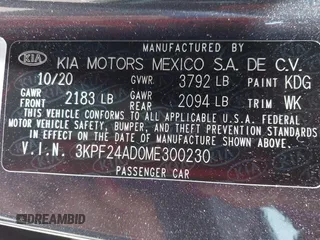 MANUFACTURED BY
KIA KIA MOTORS MEXICO S.A. DE C.V.
10/20 GVWR 3792 LB PAINT KDG
GAWR FRONT 2183 LB GAWR REAR 2094 LB TRIM WK
THIS VEHICLE CONFORMS TO ALL APPLICABLE U.S.A. FEDERAL
MOTOR VEHICLE SAFETY, BUMPER, AND THEFT PREVENTION STANDARDS
IN EFFECT ON THE DATE OF MANUFACTURE SHOWN ABOVE.
V.I.N. 3KPF24AD0ME300230
PASSENGER CAR
DREAMBID